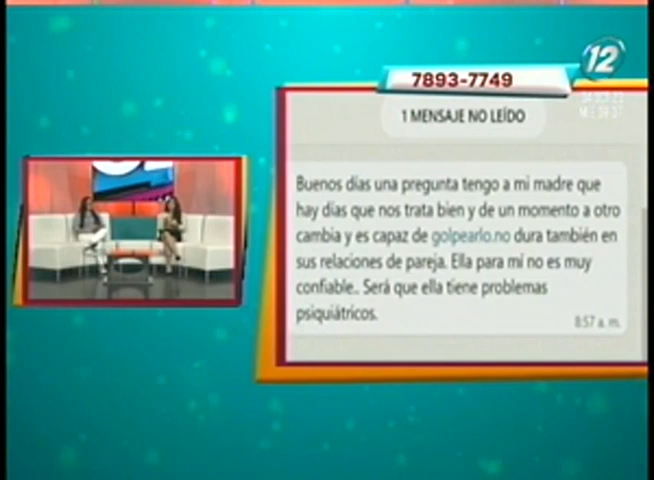 12
7893-7749
1 MENSAJE NO LEÍDO
Buenos días una pregunta tengo a mi madre que
hay días que nos trata bien y de un momento a otro
cambia y es capaz de golpearlo.no dura también en
sus relaciones de pareja. Ella para mí no es muy
confiable.. Será que ella tiene problemas
psiquiátricos.
8:57 a. m.